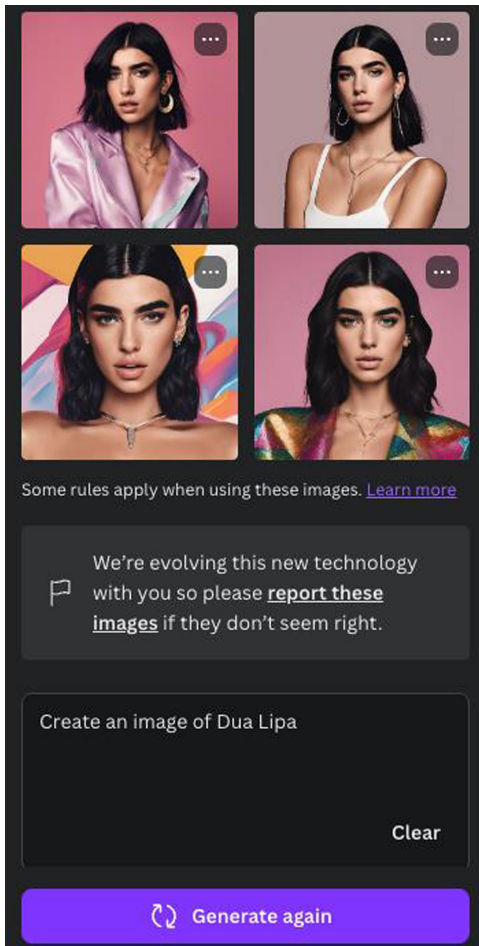 Some rules apply when using these images. Learn more
We’re evolving this new technology
with you so please report these
images if they don’t seem right.
Create an image of Dua Lipa
Clear
Generate again